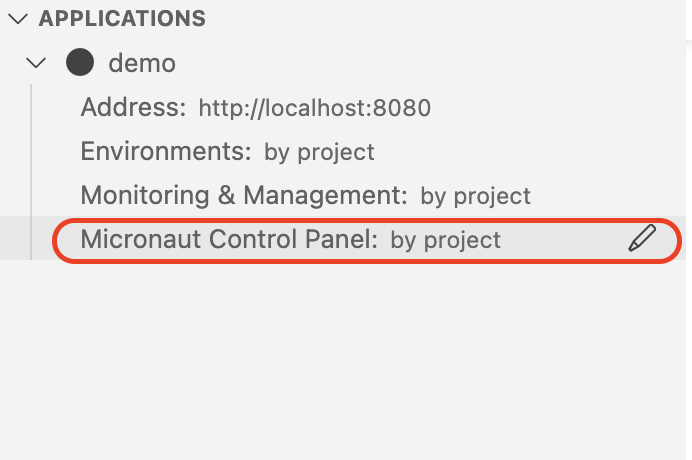 APPLICATIONS
demo
Address: http://localhost:8080
Environments: by project
Monitoring & Management: by project
Micronaut Control Panel: by project